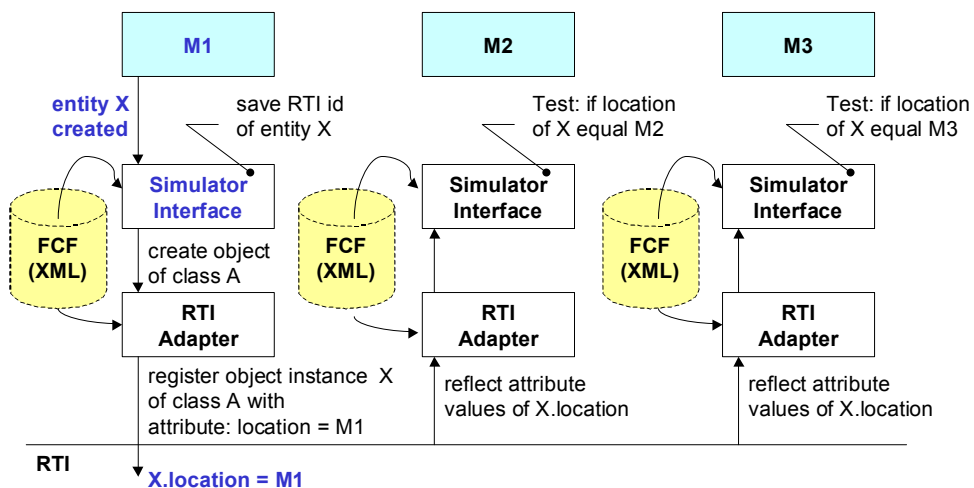 M1
M2
M3
entity X
created
save RTI id
of entity X
Test: if location
of X equal M2
Test: if location
of X equal M3
Simulator
Interface
Simulator
Interface
Simulator
Interface
FCF
(XML)
FCF
(XML)
FCF
(XML)
create object
of class A
RTI
Adapter
RTI
Adapter
RTI
Adapter
register object instance X
of class A with
attribute: location = M1
reflect attribute
values of X.location
reflect attribute
values of X.location
RTI
X.location = M1